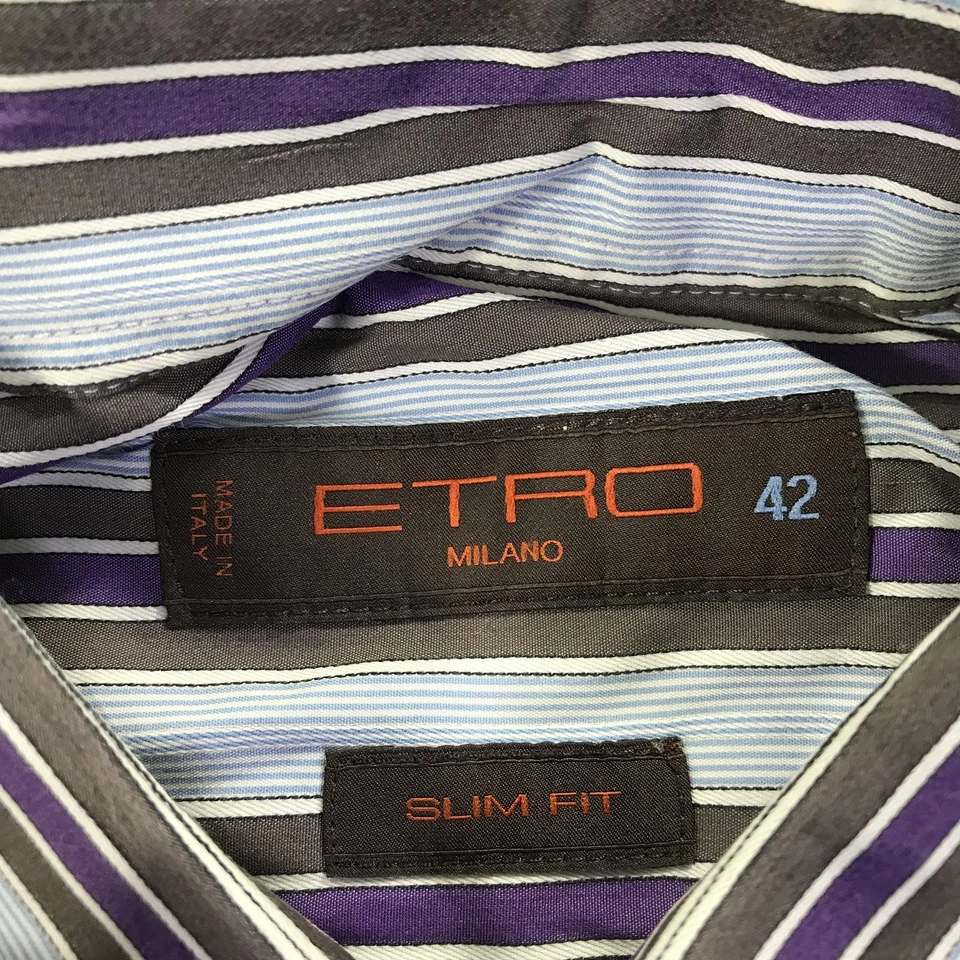 MADE IN
ITALY
ETRO
MILANO
42
SLIM FIT